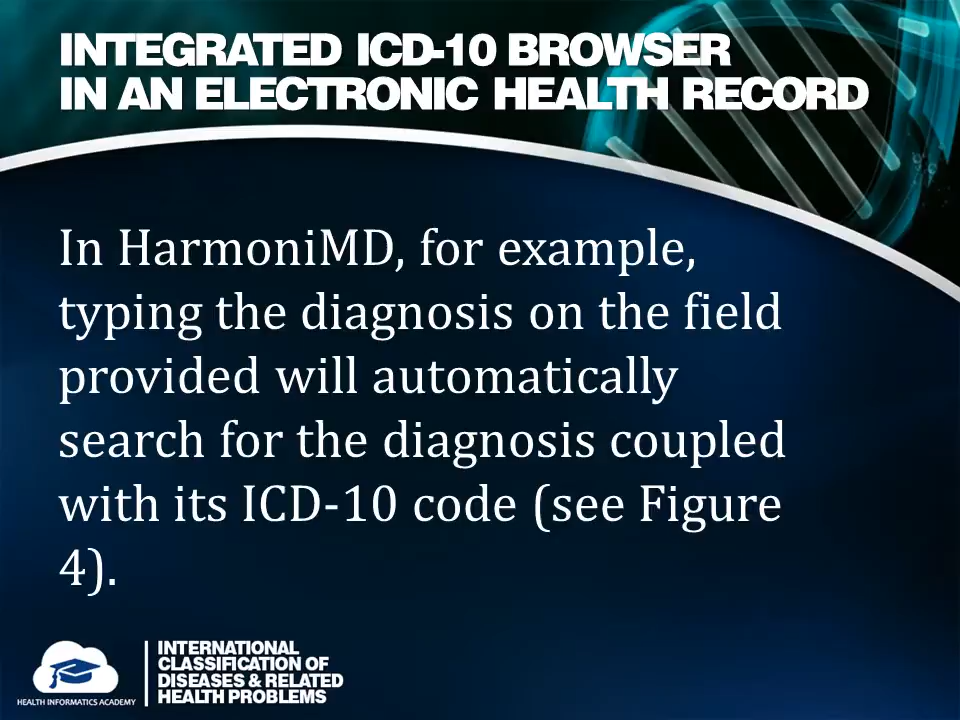 INTEGRATED ICD-10 BROWSER
IN AN ELECTRONIC HEALTH RECORD
In HarmoniMD, for example,
typing the diagnosis on the field
provided will automatically
search for the diagnosis coupled
with its ICD-10 code (see Figure
4).
HEALTH INFORMATICS ACADEMY
INTERNATIONAL
CLASSIFICATION OF
DISEASES & RELATED
HEALTH PROBLEMS